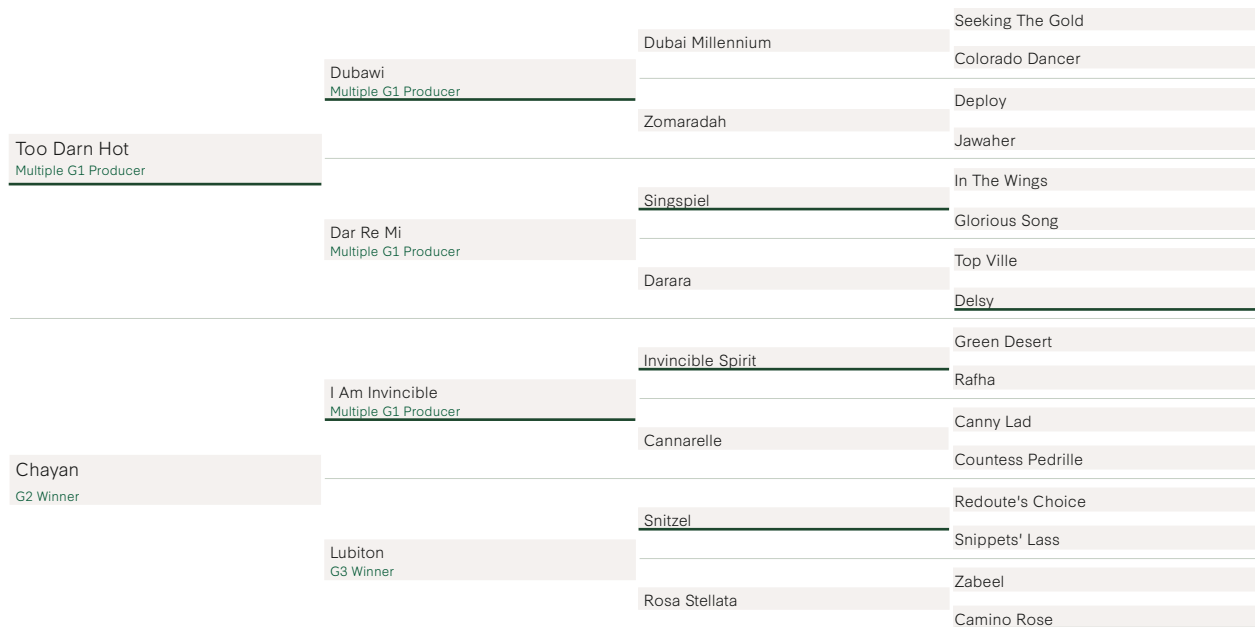 Too Darn Hot
Multiple G1 Producer
Chayan
G2 Winner
Dubawi
Multiple G1 Producer
Dar Re Mi
Multiple G1 Producer
I Am Invincible
Multiple G1 Producer
Lubiton
G3 Winner
Dubai Millennium
Zomaradah
Singspiel
Darara
Invincible Spirit
Cannarelle
Snitzel
Rosa Stellata
Seeking The Gold
Colorado Dancer
Deploy
Jawaher
In The Wings
Glorious Song
Top Ville
Delsy
Green Desert
Rafha
Canny Lad
Countess Pedrille
Redoute's Choice
Snippets' Lass
Zabeel
Camino Rose